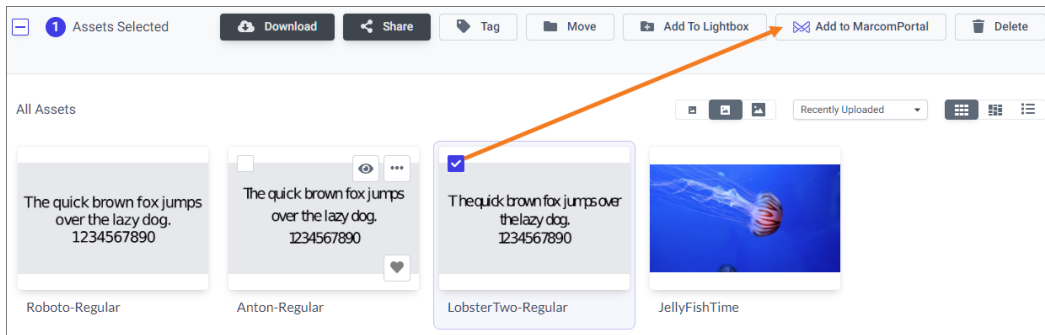 1 Assets Selected Download Share Tag Move Add To Lightbox Add to MarcomPortal Delete
All Assets Recently Uploaded
The quick brown fox jumps
over the lazy dog.
1234567890
The quick brown fox jumps
over the lazy dog.
1234567890
The quick brown fox jumps over
the lazy dog.
1234567890
Roboto-Regular Anton-Regular LobsterTwo-Regular JellyFishTime